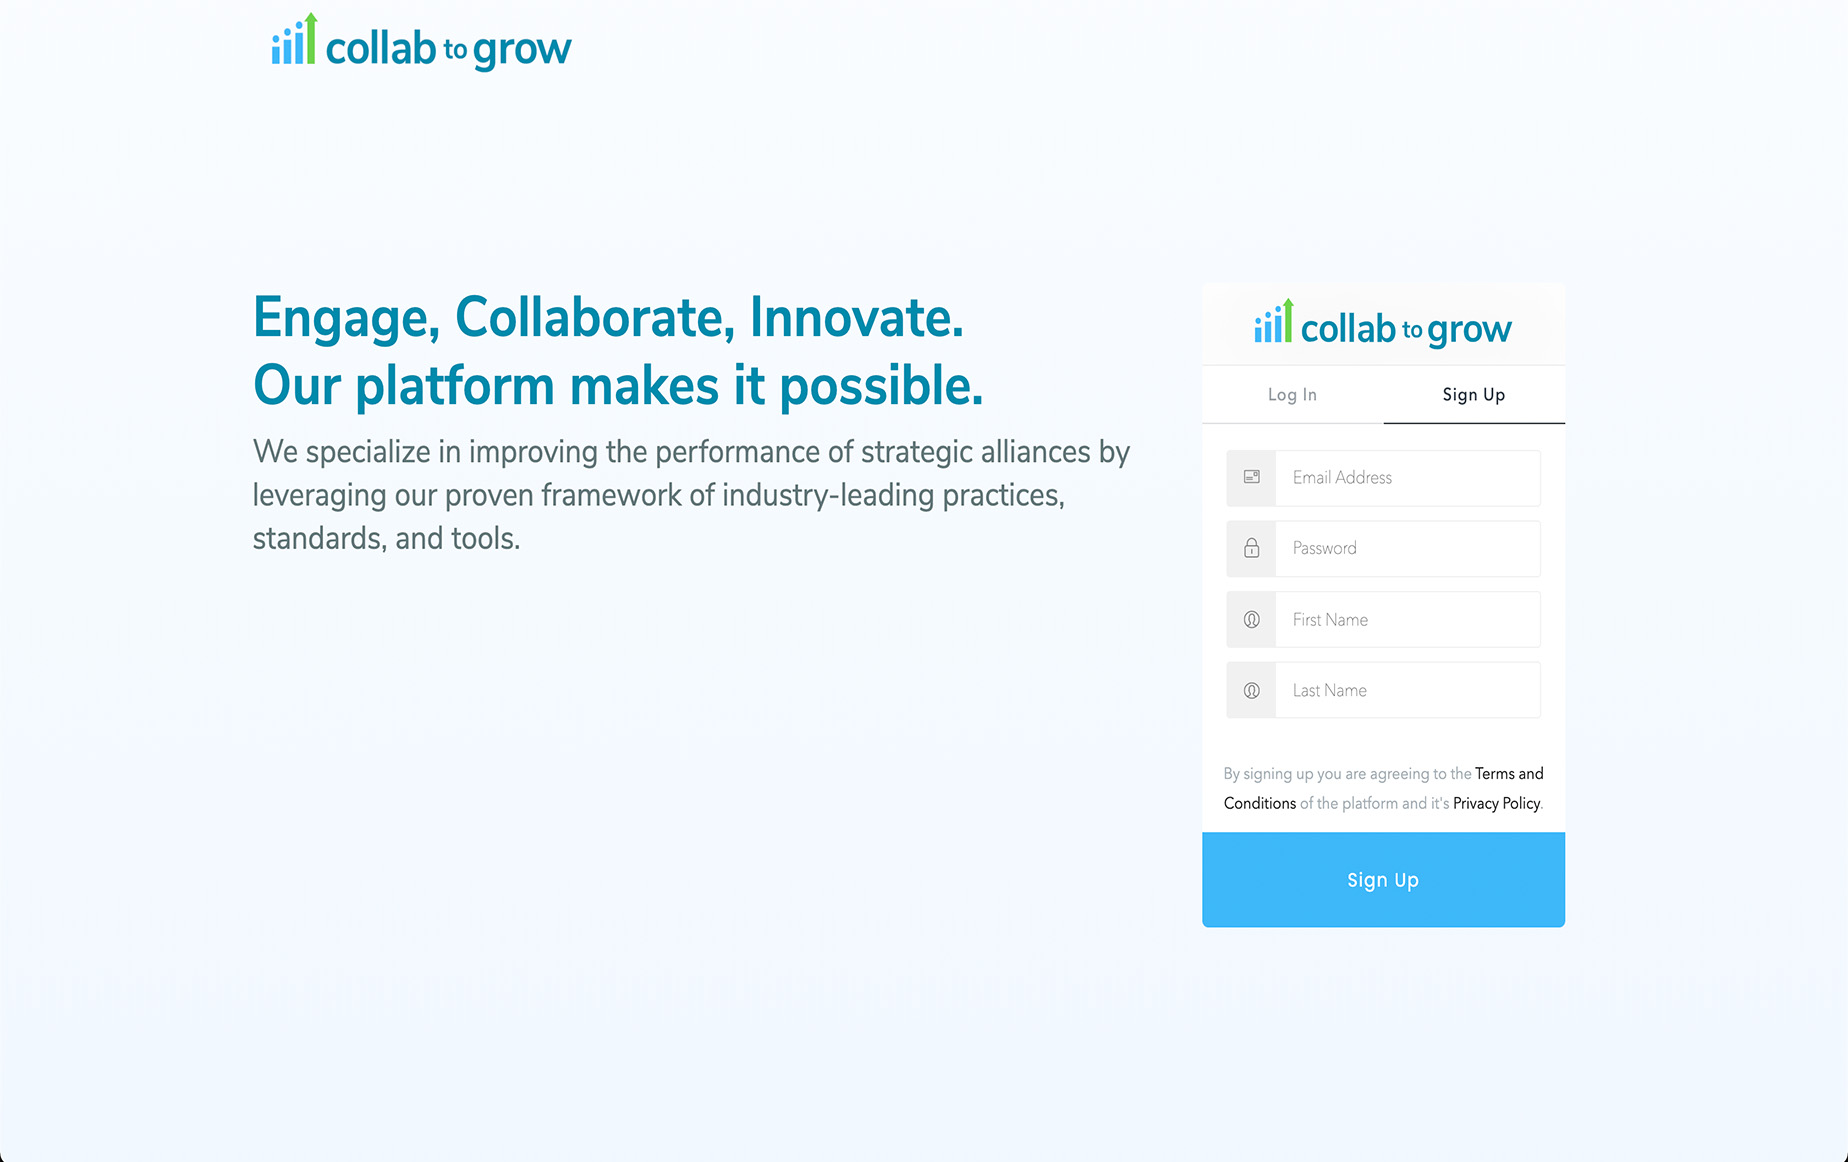 collab to grow
Engage, Collaborate, Innovate.
Our platform makes it possible.
We specialize in improving the performance of strategic alliances by
leveraging our proven framework of industry-leading practices,
standards, and tools.
collab to grow
Log In
Sign Up
Email Address
Password
First Name
Last Name
By signing up you are agreeing to the Terms and
Conditions of the platform and it's Privacy Policy.
Sign Up